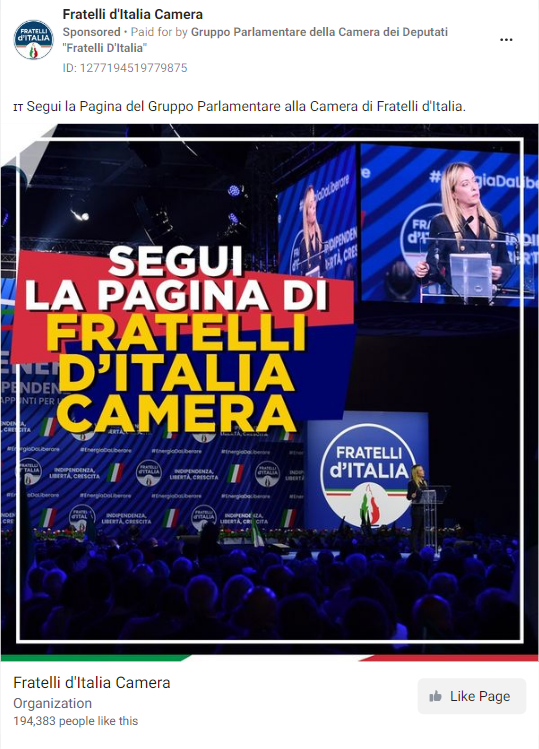 Fratelli d'Italia Camera
Sponsored • Paid for by Gruppo Parlamentare della Camera dei Deputati
"Fratelli D'Italia"
ID: 1277194519779875
IT Segui la Pagina del Gruppo Parlamentare alla Camera di Fratelli d'Italia.
SEGUI
LA PAGINA DI
FRATELLI
D'ITALIA
CAMERA
FRATELLI
d'ITALIA
INDIPENDENZA,
LIBERTÀ, CRESCITA
#EnergiaDaLiberare
Fratelli d'Italia Camera
Organization
194,383 people like this
Like Page